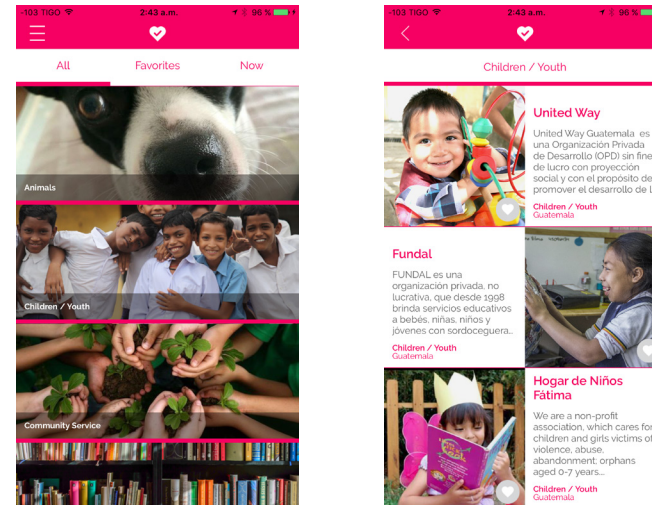 -103 TIGO 2:43 a.m. 96 %
All Favorites Now
Animals
Children / Youth
Community Service
-103 TIGO 2:43 a.m. 96 %
Children / Youth
United Way
United Way Guatemala es
una Organización Privada
de Desarrollo (OPD) sin fine
de lucro con proyección
social y con el propósito de
promover el desarrollo de l
Children / Youth
Guatemala
Fundal
FUNDAL es una
organización privada, no
lucrativa, que desde 1998
brinda servicios educativos
a bebés, niñas, niños y
jóvenes con sordoceguera...
Children / Youth
Guatemala
Hogar de Niños
Fátima
We are a non-profit
association, which cares for
children and girls victims of
violence, abuse,
abandonment; orphans
aged 0-7 years...
Children / Youth
Guatemala